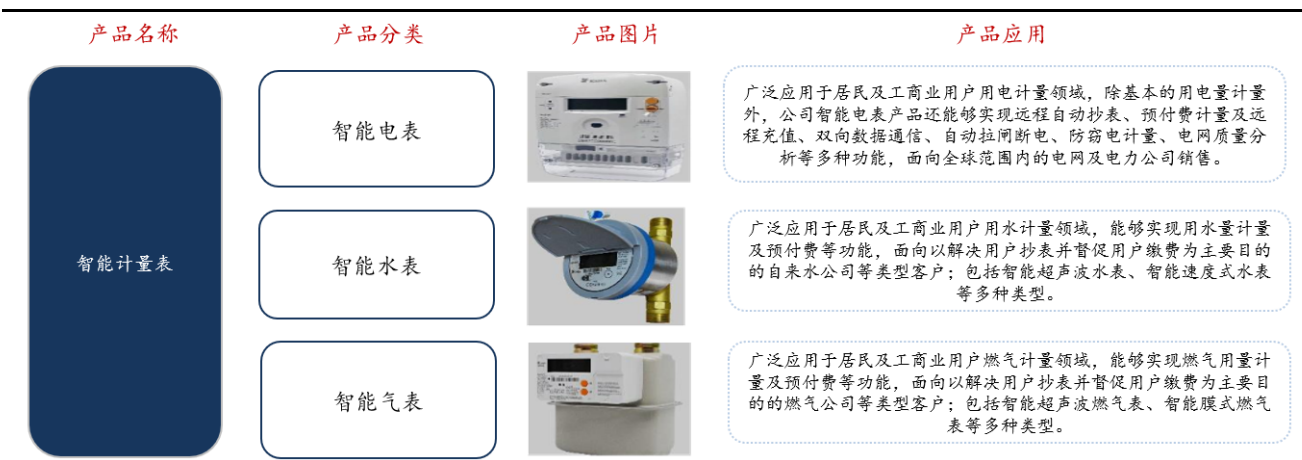 产品名称 产品分类 产品图片 产品应用
智能计量表
智能电表
广泛应用于居民及工商业用户用电计量领域，除基本的用电量计量
外，公司智能电表产品还能够实现远程自动抄表、预付费计量及远
程充值、双向数据通信、自动拉闸断电、防窃电计量、电网质量分
析等多种功能，面向全球范围内的电网及电力公司销售。
智能水表
广泛应用于居民及工商业用户用水计量领域，能够实现用水量计量
及预付费等功能，面向以解决用户抄表并督促用户缴费为主要目的
的自来水公司等类型客户；包括智能超声波水表、智能速度式水表
等多种类型。
智能气表
广泛应用于居民及工商业用户燃气计量领域，能够实现燃气用量计
量及预付费等功能，面向以解决用户抄表并督促用户缴费为主要目
的的燃气公司等类型客户；包括智能超声波燃气表、智能膜式燃气
表等多种类型。